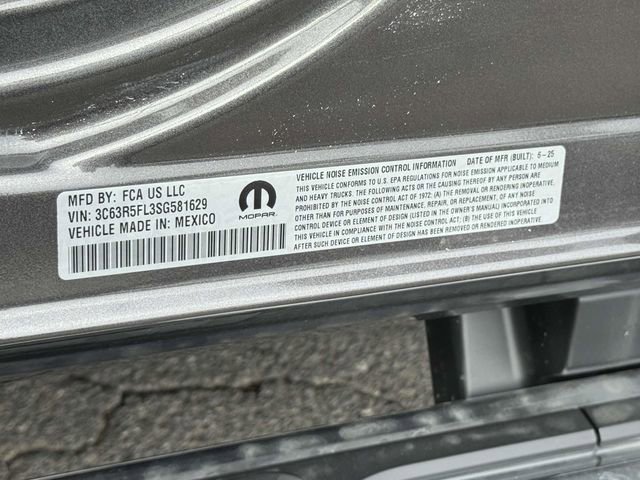 MFD BY: FCA US LLC
VIN: 3C63R5FL3SG581629
VEHICLE MADE IN: MEXICO
MOPAR
VEHICLE NOISE EMISSION CONTROL INFORMATION DATE OF MFR (BUILT): 6-25
THIS VEHICLE CONFORMS TO U.S. EPA REGULATIONS FOR NOISE EMISSION APPLICABLE TO MEDIUM
AND HEAVY TRUCKS. THE FOLLOWING ACTS OR THE CAUSING THEREOF BY ANY PERSON ARE
PROHIBITED BY THE NOISE CONTROL ACT OF 1972: (A) THE REMOVAL OR RENDERING INOPERATIVE,
OTHER THAN FOR PURPOSES OF MAINTENANCE, REPAIR, OR REPLACEMENT, OF ANY NOISE
CONTROL DEVICE OR ELEMENT OF DESIGN (LISTED IN THE OWNER'S MANUAL) INCORPORATED INTO
THIS VEHICLE IN COMPLIANCE WITH THE NOISE CONTROL ACT; (B) THE USE OF THIS VEHICLE
AFTER SUCH DEVICE OR ELEMENT OF DESIGN HAS BEEN REMOVED OR RENDERED INOPERATIVE.